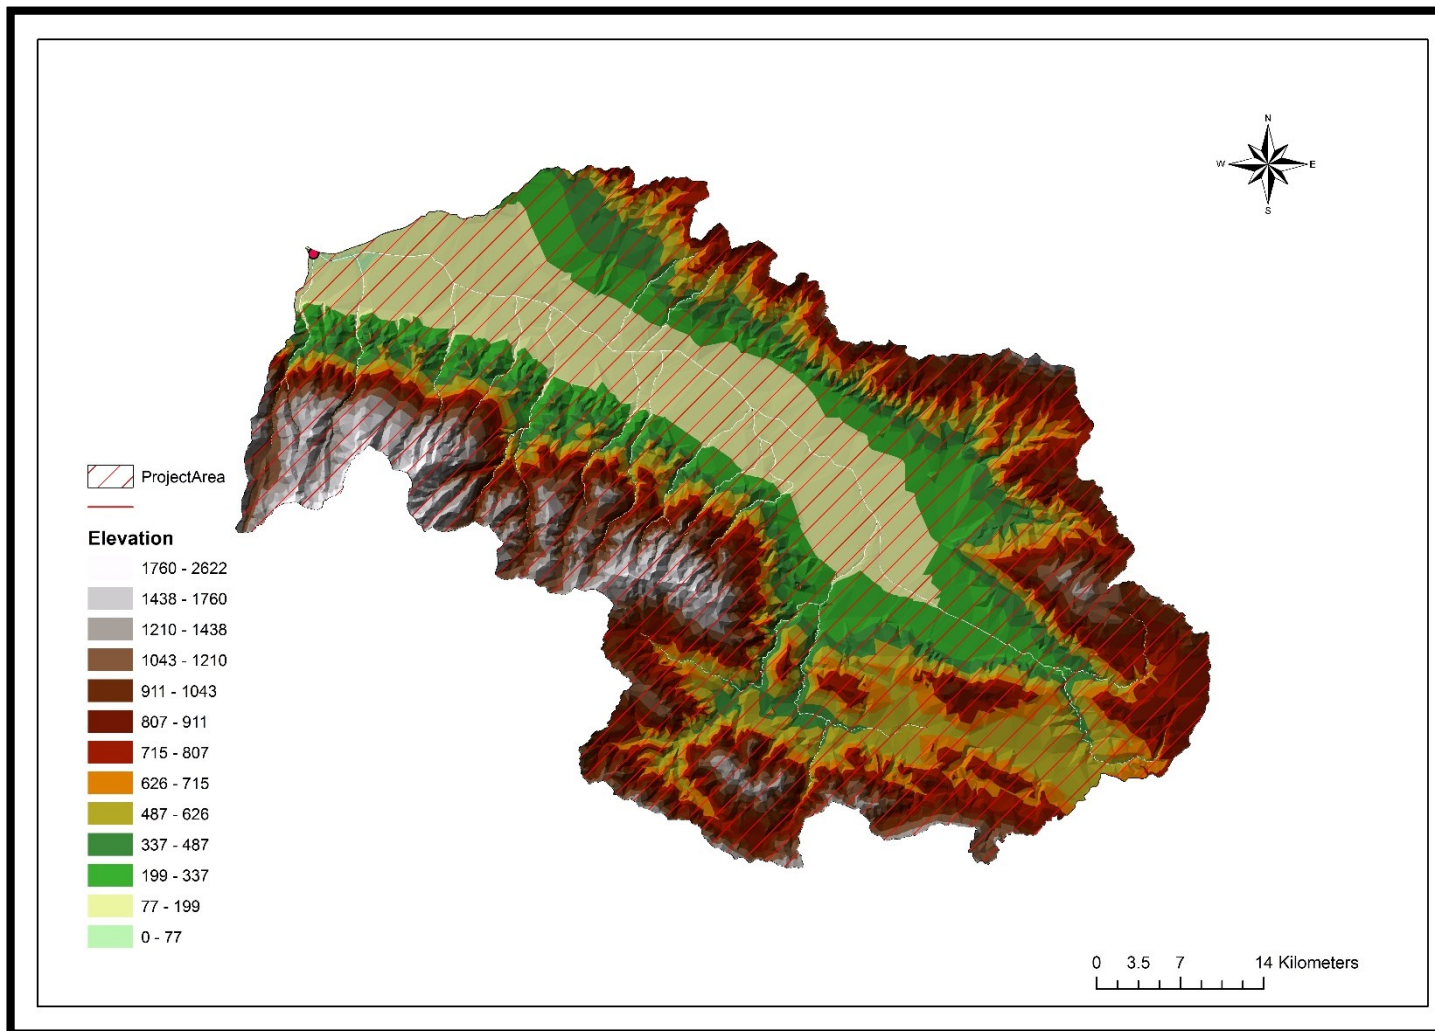 N
W E
S
ProjectArea
Elevation
1760 - 2622
1438 - 1760
1210 - 1438
1043 - 1210
911 - 1043
807 - 911
715 - 807
626 - 715
487 - 626
337 - 487
199 - 337
77 - 199
0 - 77
0 3.5 7 14 Kilometers